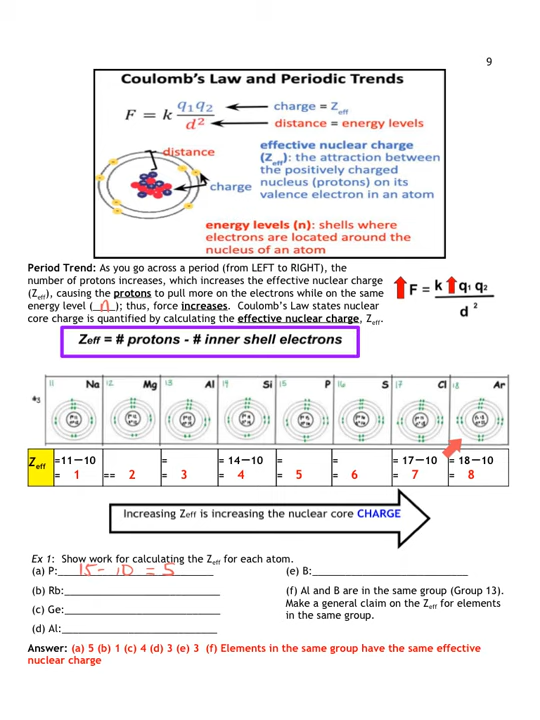 9
Coulomb's Law and Periodic Trends
F = k q1q2 / d²
charge = Zeff
distance = energy levels
distance
charge
effective nuclear charge
(Zeff): the attraction between
the positively charged
nucleus (protons) on its
valence electron in an atom
energy levels (n): shells where
electrons are located around the
nucleus of an atom
Period Trend: As you go across a period (from LEFT to RIGHT), the
number of protons increases, which increases the effective nuclear charge
(Zeff), causing the protons to pull more on the electrons while on the same
energy level (_n_); thus, force increases. Coulomb's Law states nuclear
core charge is quantified by calculating the effective nuclear charge, Zeff.
F = k q1 q2 / d²
Zeff = # protons - # inner shell electrons
11 Na 12 Mg 13 Al 14 Si 15 P 16 S 17 Cl 18 Ar
Zeff =11−10 = = 14−10 = = = 17−10 = 18−10
= 1 == 2 = 3 = 4 = 5 = 6 = 7 = 8
Increasing Zeff is increasing the nuclear core CHARGE
Ex 1: Show work for calculating the Zeff for each atom.
(a) P: 15 - 10 = 5
(b) Rb:
(c) Ge:
(d) Al:
(e) B:
(f) Al and B are in the same group (Group 13).
Make a general claim on the Zeff for elements
in the same group.
Answer: (a) 5 (b) 1 (c) 4 (d) 3 (e) 3 (f) Elements in the same group have the same effective
nuclear charge